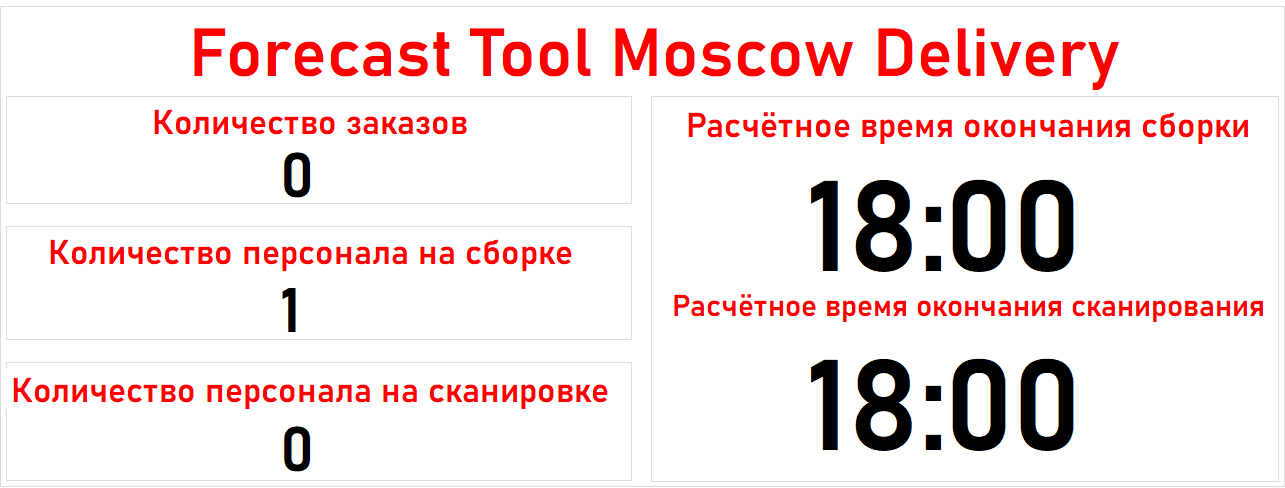 Forecast Tool Moscow Delivery
Количество заказов
0
Количество персонала на сборке
1
Количество персонала на сканировке
0
Расчётное время окончания сборки
18:00
Расчётное время окончания сканирования
18:00